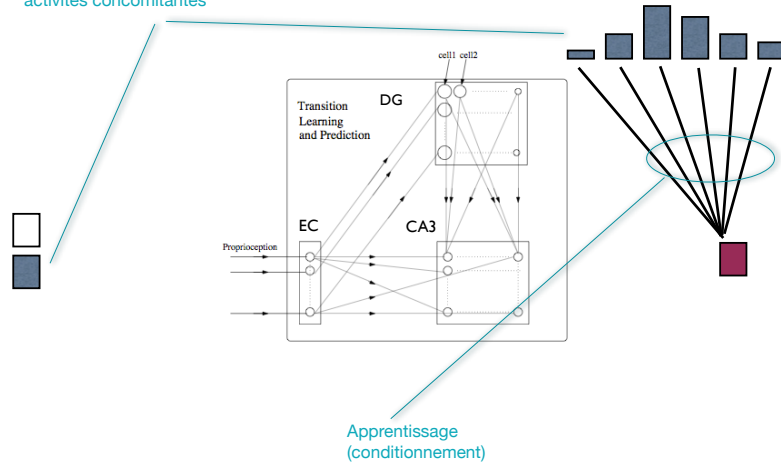 activités concomitantes
cell1 cell2
DG
Transition
Learning
and Prediction
EC
CA3
Proprioception
Apprentissage
(conditionnement)